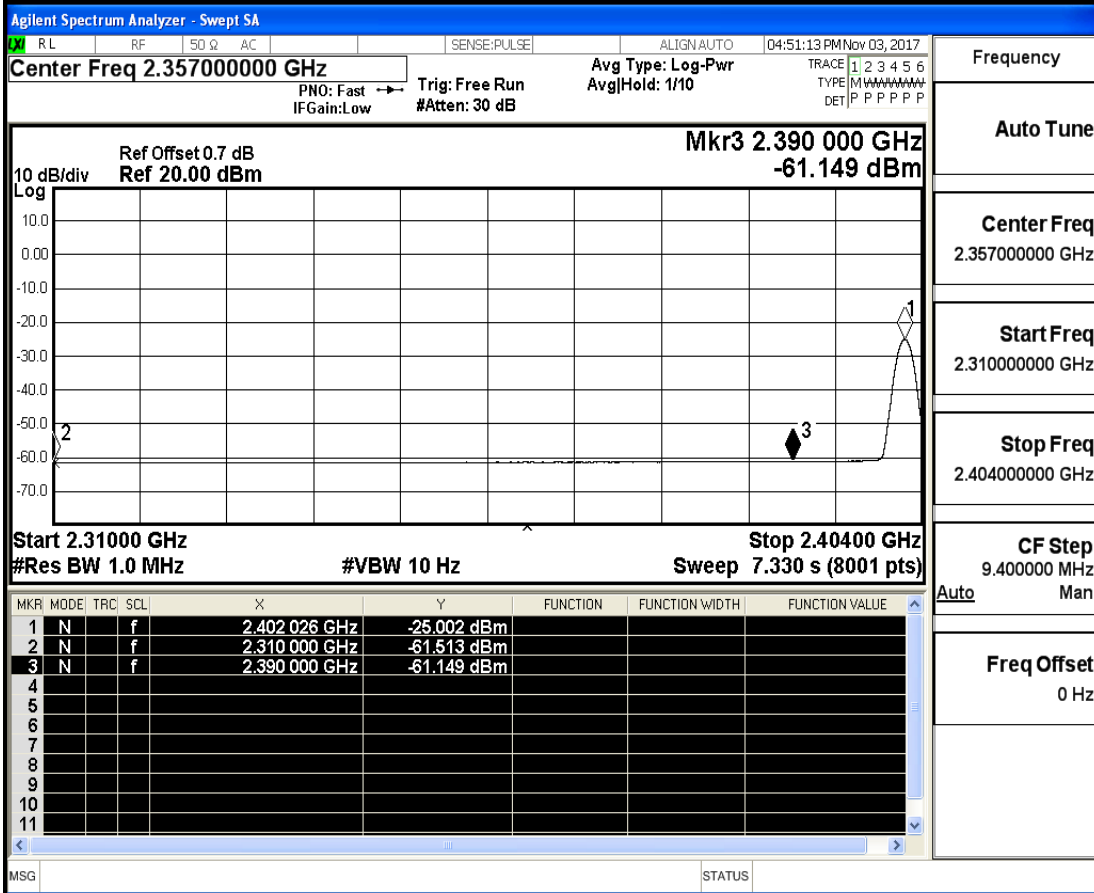 Agilent Spectrum Analyzer - Swept SA
LXI RL RF 50 Ω AC SENSE:PULSE ALIGN AUTO 04:51:13 PM Nov 03, 2017
Center Freq 2.357000000 GHz
PNO: Fast
IFGain:Low
Trig: Free Run
#Atten: 30 dB
Avg Type: Log-Pwr
Avg|Hold: 1/10
TRACE 1 2 3 4 5 6
TYPE M WWWWW
DET P P P P P P
Ref Offset 0.7 dB
Ref 20.00 dBm
10 dB/div
Log
Mkr3 2.390 000 GHz
-61.149 dBm
10.0
0.00
-10.0
-20.0
-30.0
-40.0
-50.0
-60.0
-70.0
1
2
3
Start 2.31000 GHz Stop 2.40400 GHz
#Res BW 1.0 MHz #VBW 10 Hz Sweep 7.330 s (8001 pts)
MKR MODE TRC SCL X Y FUNCTION FUNCTION WIDTH FUNCTION VALUE
1 N f 2.402 026 GHz -25.002 dBm
2 N f 2.310 000 GHz -61.513 dBm
3 N f 2.390 000 GHz -61.149 dBm
4
5
6
7
8
9
10
11
MSG STATUS
Frequency
Auto Tune
Center Freq
2.357000000 GHz
Start Freq
2.310000000 GHz
Stop Freq
2.404000000 GHz
CF Step
9.400000 MHz
Auto Man
Freq Offset
0 Hz